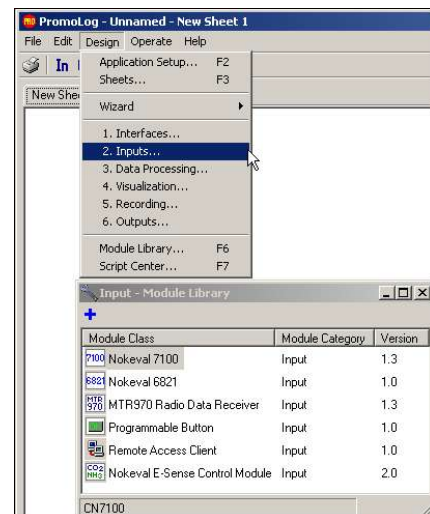 PromoLog - Unnamed - New Sheet 1
File Edit Design Operate Help
In
New She
Application Setup... F2
Sheets... F3
Wizard
1. Interfaces...
2. Inputs...
3. Data Processing...
4. Visualization...
5. Recording...
6. Outputs...
Module Library... F6
Script Center... F7
Input - Module Library
Module Class Module Category Version
7100 Nokeval 7100 Input 1.3
6821 Nokeval 6821 Input 1.0
MTR 970 MTR970 Radio Data Receiver Input 1.3
Programmable Button Input 1.0
Remote Access Client Input 1.0
CO2 NH3 Nokeval E-Sense Control Module Input 2.0
CN7100